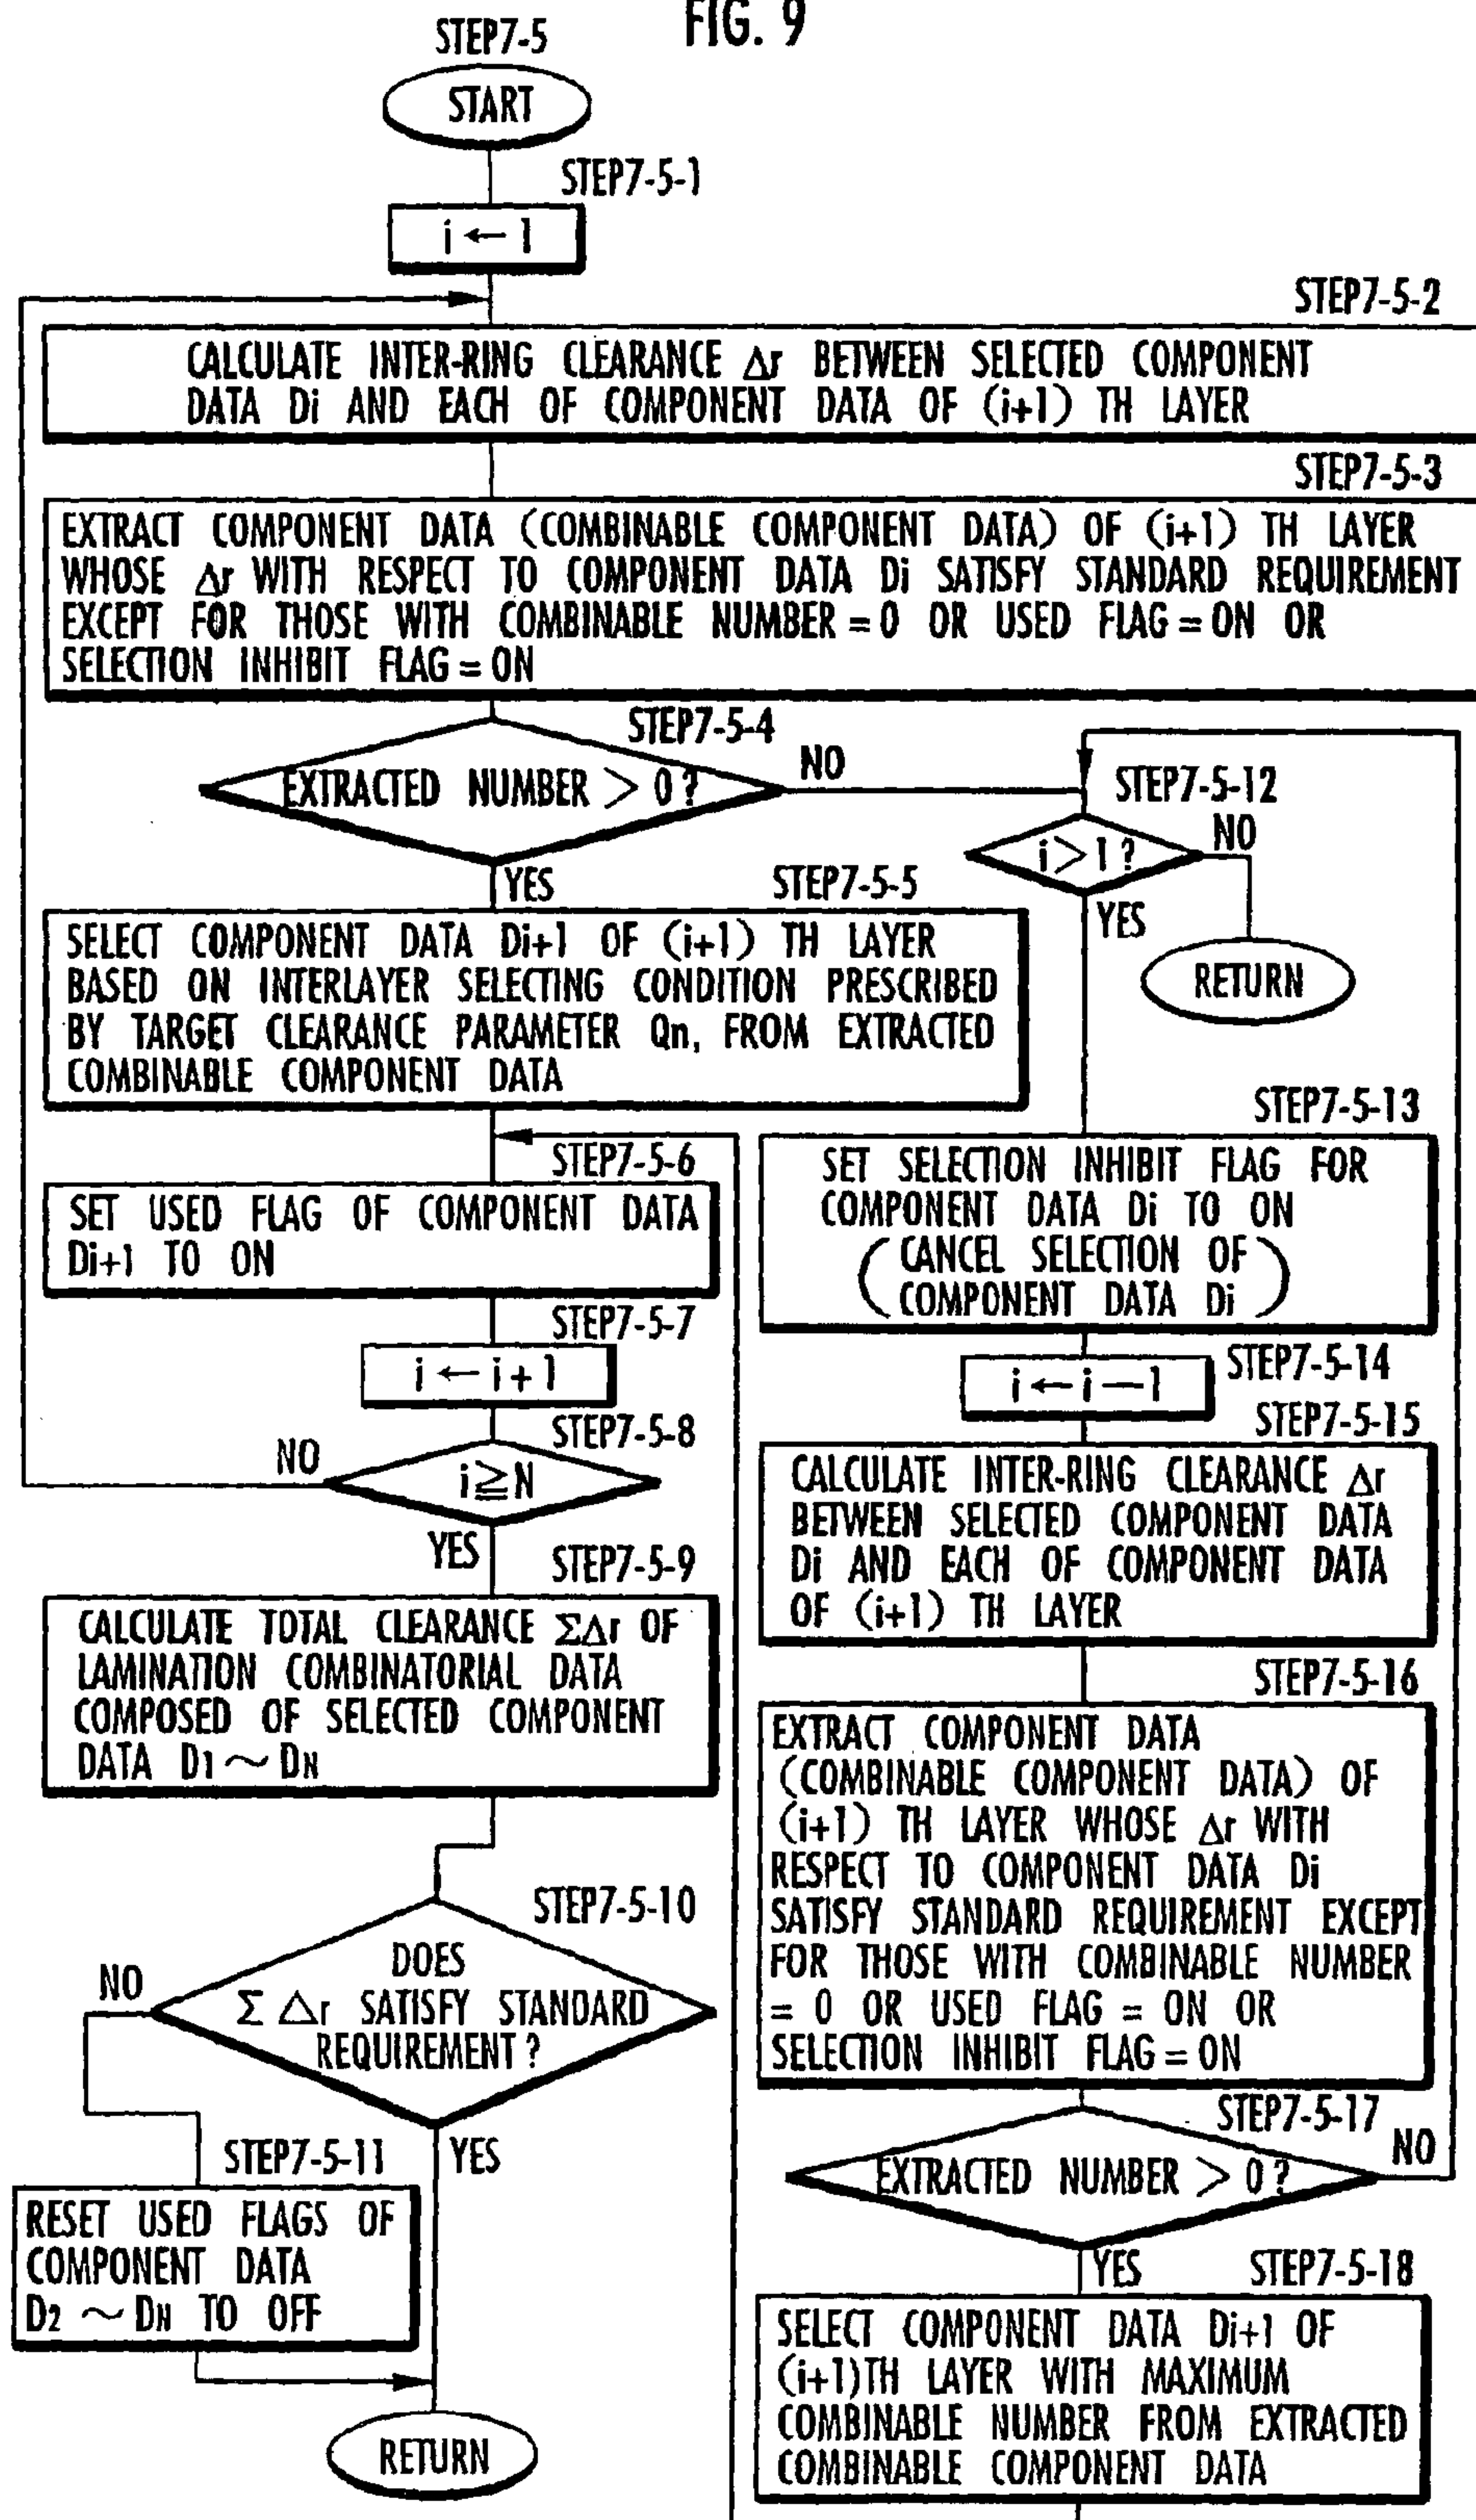 FIG. 9
STEP7-5
START
STEP7-5-1
i ← 1
STEP7-5-2
CALCULATE INTER-RING CLEARANCE Δr BETWEEN SELECTED COMPONENT
DATA Di AND EACH OF COMPONENT DATA OF (i+1) TH LAYER
STEP7-5-3
EXTRACT COMPONENT DATA (COMBINABLE COMPONENT DATA) OF (i+1) TH LAYER
WHOSE Δr WITH RESPECT TO COMPONENT DATA Di SATISFY STANDARD REQUIREMENT
EXCEPT FOR THOSE WITH COMBINABLE NUMBER = 0 OR USED FLAG = ON OR
SELECTION INHIBIT FLAG = ON
STEP7-5-4
EXTRACTED NUMBER > 0 ?
NO
YES
STEP7-5-5
SELECT COMPONENT DATA Di+1 OF (i+1) TH LAYER
BASED ON INTERLAYER SELECTING CONDITION PRESCRIBED
BY TARGET CLEARANCE PARAMETER Qn, FROM EXTRACTED
COMBINABLE COMPONENT DATA
STEP7-5-6
SET USED FLAG OF COMPONENT DATA
Di+1 TO ON
STEP7-5-7
i ← i + 1
STEP7-5-8
i ≧ N
NO
YES
STEP7-5-9
CALCULATE TOTAL CLEARANCE ΣΔr OF
LAMINATION COMBINATORIAL DATA
COMPOSED OF SELECTED COMPONENT
DATA D1 ~ DN
STEP7-5-10
DOES
Σ Δr SATISFY STANDARD
REQUIREMENT ?
NO
YES
STEP7-5-11
RESET USED FLAGS OF
COMPONENT DATA
D2 ~ DN TO OFF
RETURN
STEP7-5-12
i > 1 ?
NO
YES
RETURN
STEP7-5-13
SET SELECTION INHIBIT FLAG FOR
COMPONENT DATA Di TO ON
( CANCEL SELECTION OF
COMPONENT DATA Di )
STEP7-5-14
i ← i — 1
STEP7-5-15
CALCULATE INTER-RING CLEARANCE Δr
BETWEEN SELECTED COMPONENT DATA
Di AND EACH OF COMPONENT DATA
OF (i+1) TH LAYER
STEP7-5-16
EXTRACT COMPONENT DATA
(COMBINABLE COMPONENT DATA) OF
(i+1) TH LAYER WHOSE Δr WITH
RESPECT TO COMPONENT DATA Di
SATISFY STANDARD REQUIREMENT EXCEPT
FOR THOSE WITH COMBINABLE NUMBER
= 0 OR USED FLAG = ON OR
SELECTION INHIBIT FLAG = ON
STEP7-5-17
EXTRACTED NUMBER > 0 ?
NO
YES
STEP7-5-18
SELECT COMPONENT DATA Di+1 OF
(i+1)TH LAYER WITH MAXIMUM
COMBINABLE NUMBER FROM EXTRACTED
COMBINABLE COMPONENT DATA